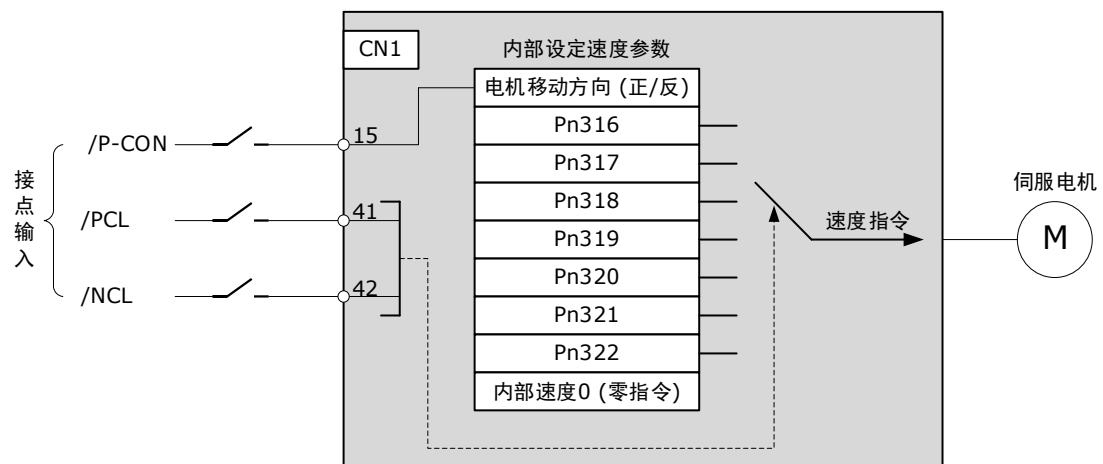 CN1
内部设定速度参数
电机移动方向 (正/反)
Pn316
Pn317
Pn318
Pn319
Pn320
Pn321
Pn322
内部速度0 (零指令)
接点输入
/P-CON
15
/PCL
41
/NCL
42
速度指令
伺服电机
M